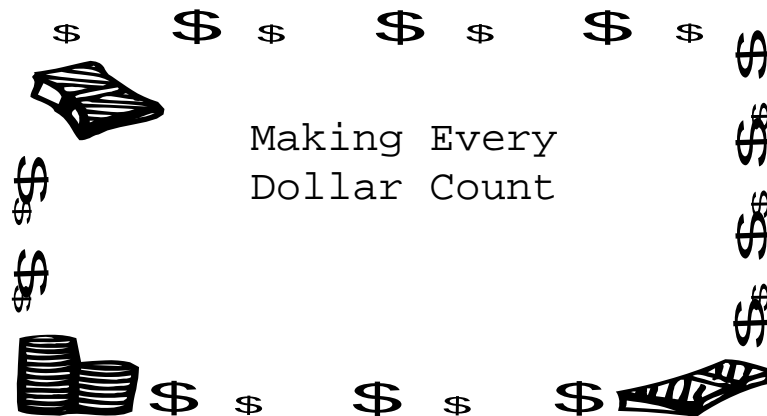 $ $ $ $ $ $ $
Making Every
Dollar Count
$ $ $ $
$ $ $ $ $ $ $ $
$ $ $ $ $